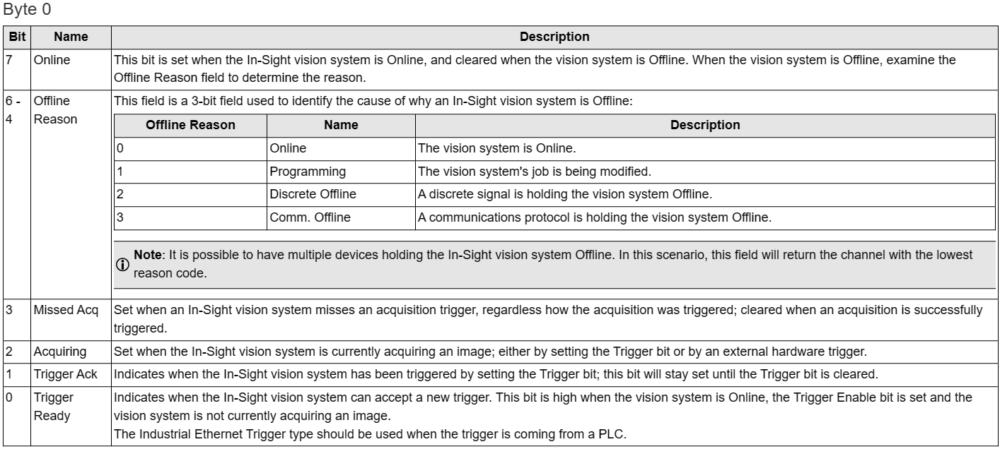 Byte 0
Bit Name Description
7 Online This bit is set when the In-Sight vision system is Online, and cleared when the vision system is Offline. When the vision system is Offline, examine the
Offline Reason field to determine the reason.
6 - Offline This field is a 3-bit field used to identify the cause of why an In-Sight vision system is Offline:
4 Reason
Offline Reason Name Description
0 Online The vision system is Online.
1 Programming The vision system's job is being modified.
2 Discrete Offline A discrete signal is holding the vision system Offline.
3 Comm. Offline A communications protocol is holding the vision system Offline.
Note: It is possible to have multiple devices holding the In-Sight vision system Offline. In this scenario, this field will return the channel with the lowest
reason code.
3 Missed Acq Set when an In-Sight vision system misses an acquisition trigger, regardless how the acquisition was triggered; cleared when an acquisition is successfully
triggered.
2 Acquiring Set when the In-Sight vision system is currently acquiring an image; either by setting the Trigger bit or by an external hardware trigger.
1 Trigger Ack Indicates when the In-Sight vision system has been triggered by setting the Trigger bit; this bit will stay set until the Trigger bit is cleared.
0 Trigger Indicates when the In-Sight vision system can accept a new trigger. This bit is high when the vision system is Online, the Trigger Enable bit is set and the
Ready vision system is not currently acquiring an image.
The Industrial Ethernet Trigger type should be used when the trigger is coming from a PLC.